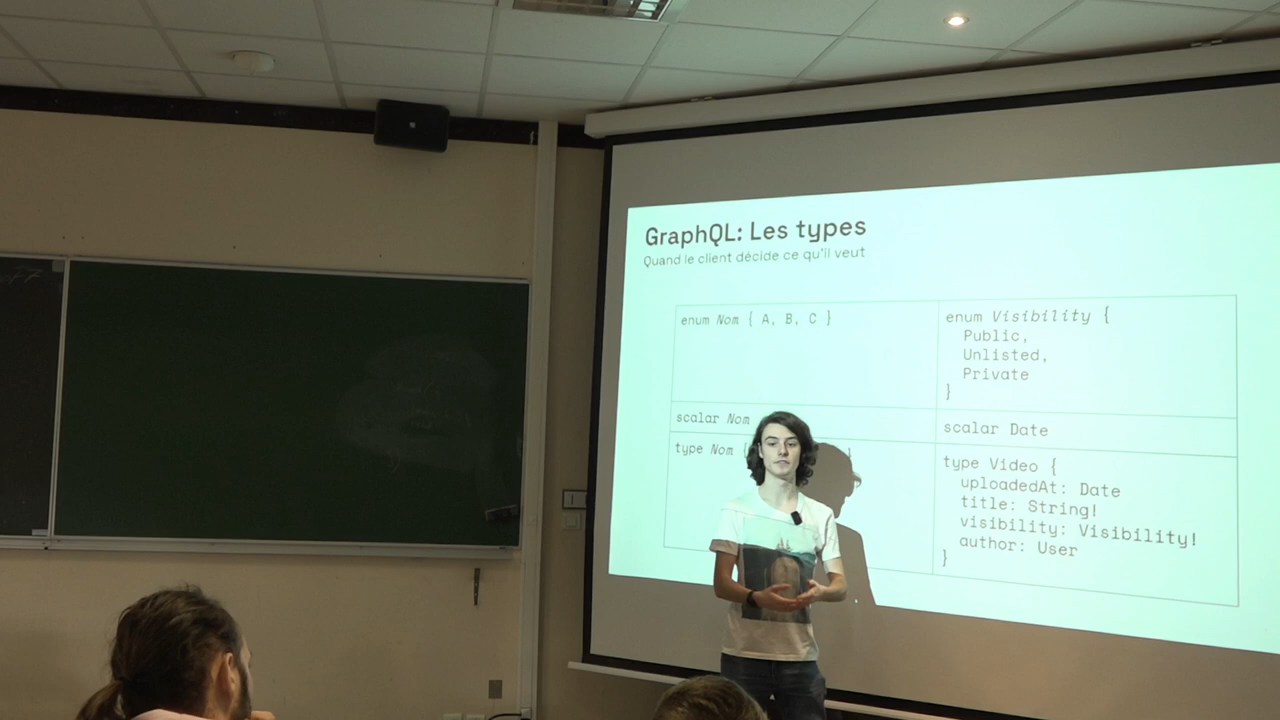 GraphQL: Les types
Quand le client décide ce qu'il veut
enum Nom { A, B, C }
enum Visibility {
Public,
Unlisted,
Private
}
scalar Nom
scalar Date
type Nom {
}
type Video {
uploadedAt: Date
title: String!
visibility: Visibility!
author: User
}